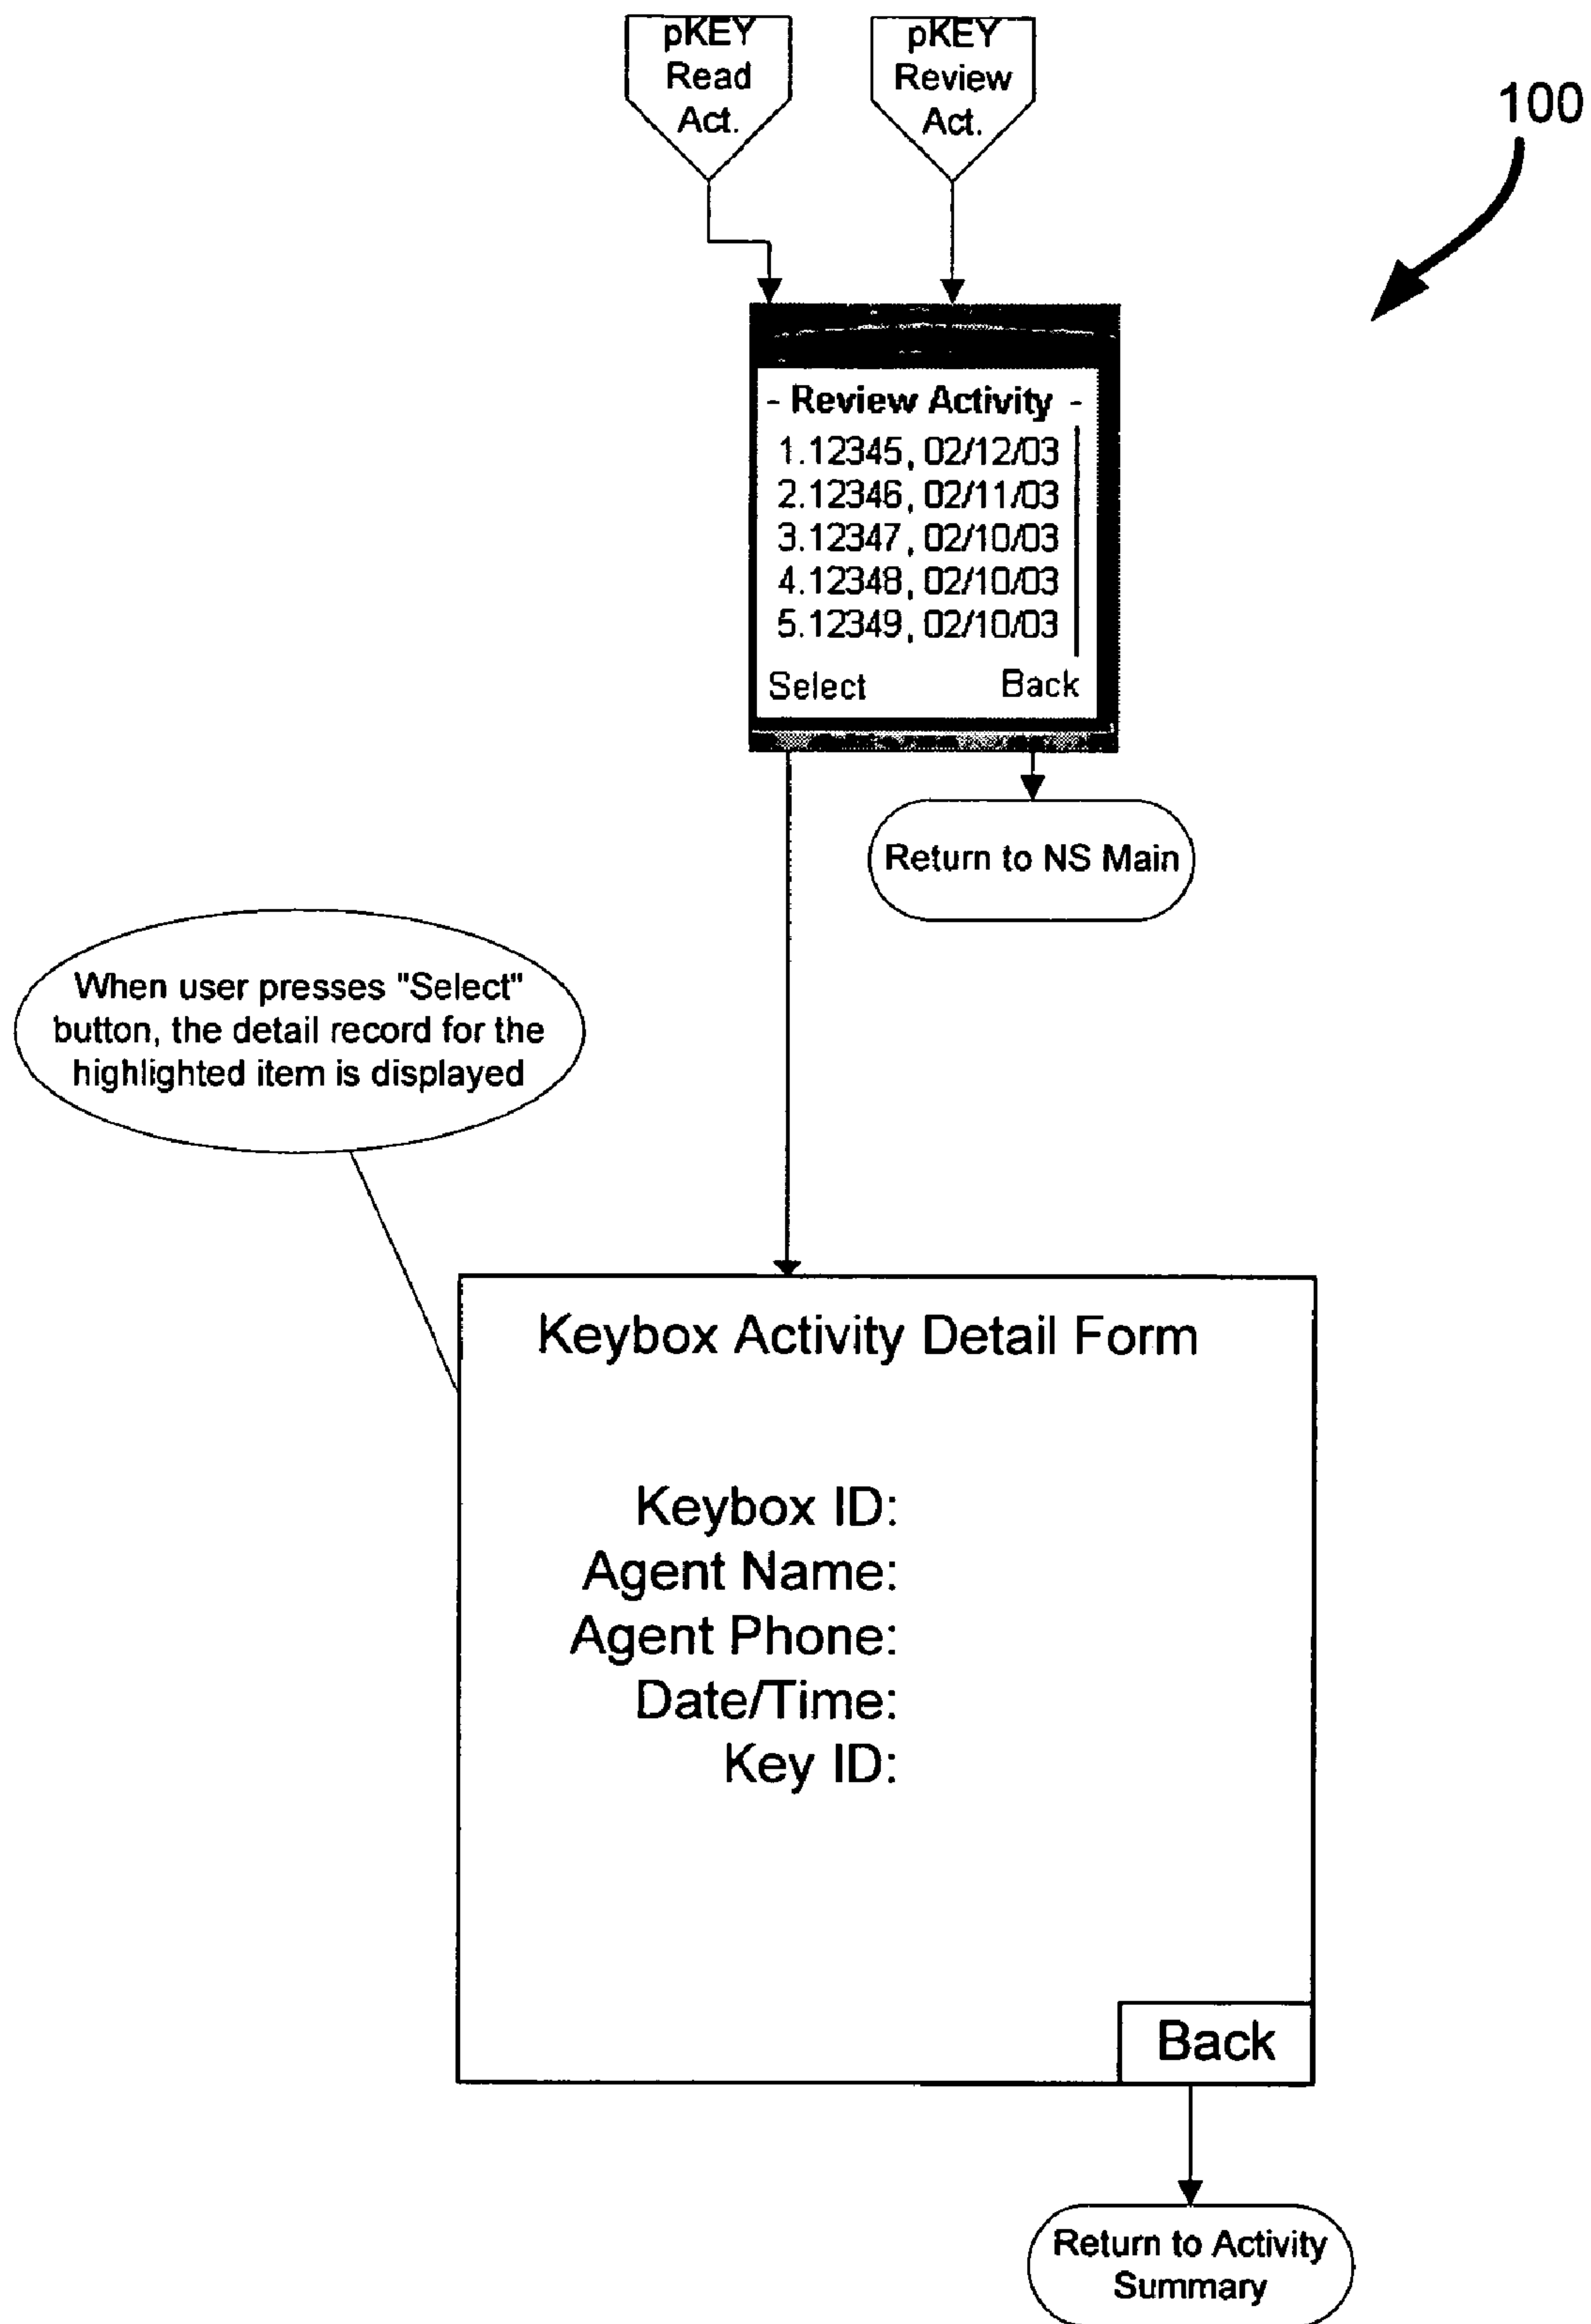 pKEY
Read
Act.
pKEY
Review
Act.
100
- Review Activity -
1.12345, 02/12/03
2.12346, 02/11/03
3.12347, 02/10/03
4.12348, 02/10/03
5.12349, 02/10/03
Select Back
Return to NS Main
When user presses "Select"
button, the detail record for the
highlighted item is displayed
Keybox Activity Detail Form
Keybox ID:
Agent Name:
Agent Phone:
Date/Time:
Key ID:
Back
Return to Activity
Summary